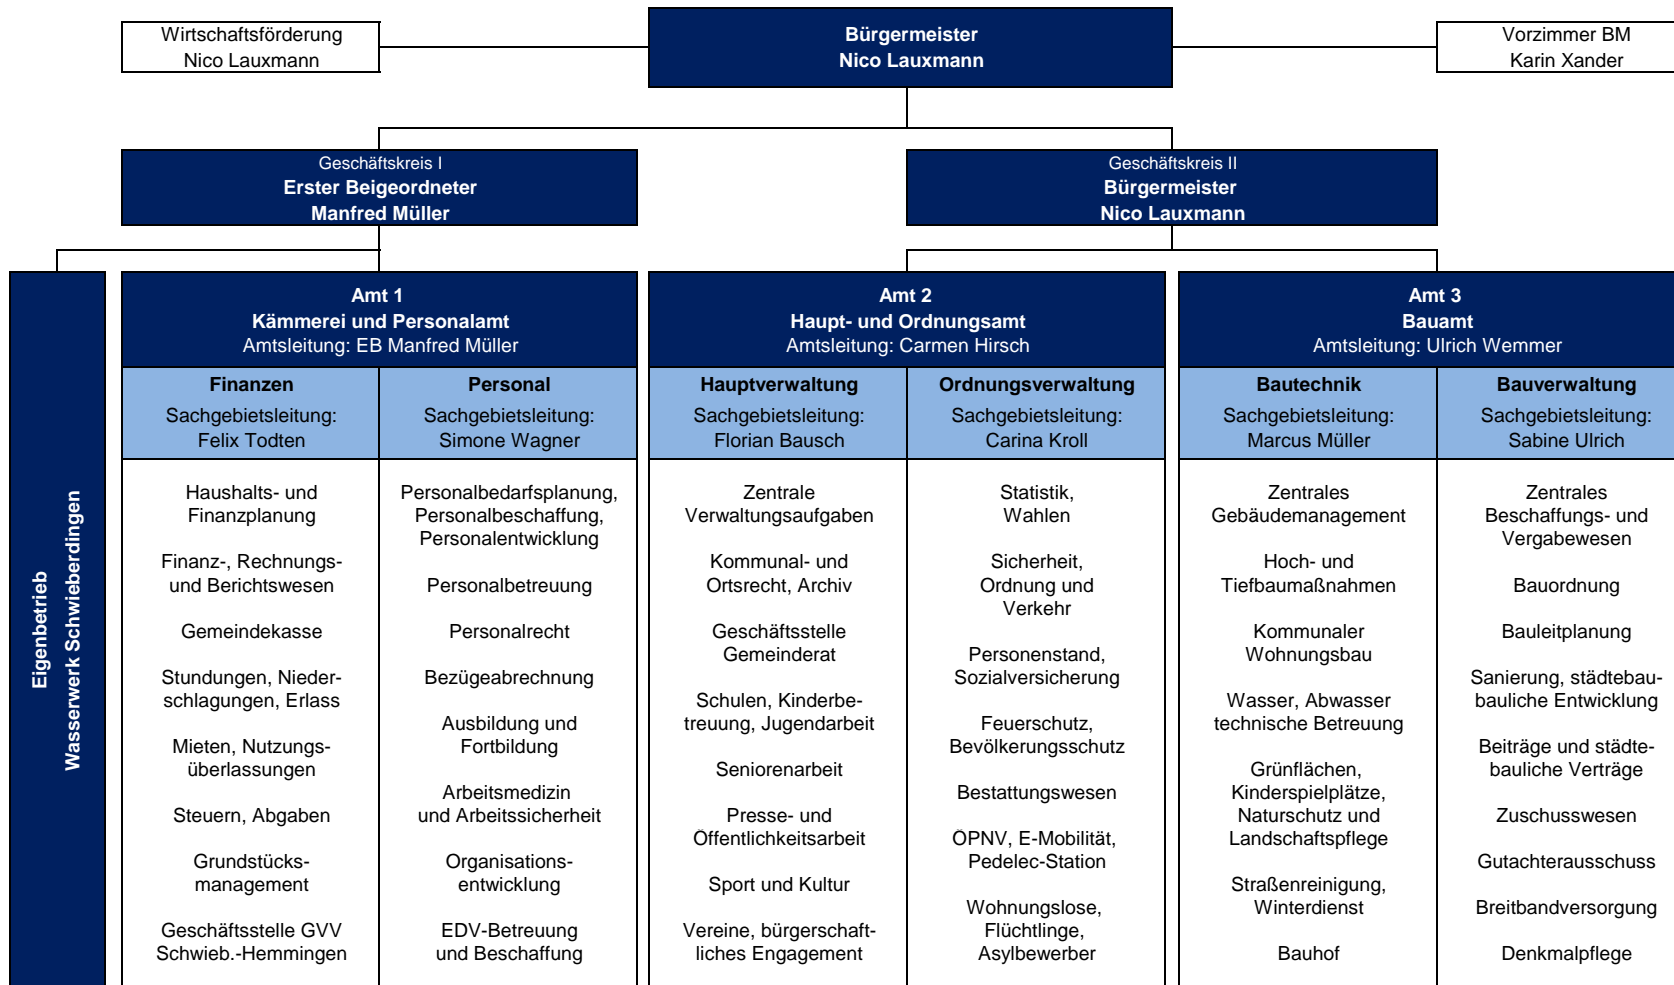 Wirtschaftsförderung
Nico Lauxmann
Bürgermeister
Nico Lauxmann
Vorzimmer BM
Karin Xander
Geschäftskreis I
Erster Beigeordneter
Manfred Müller
Geschäftskreis II
Bürgermeister
Nico Lauxmann
Eigenbetrieb
Wasserwerk Schwieberdingen
Amt 1
Kämmerei und Personalamt
Amtsleitung: EB Manfred Müller
Finanzen
Sachgebietsleitung:
Felix Todten
Haushalts- und
Finanzplanung
Finanz-, Rechnungs-
und Berichtswesen
Gemeindekasse
Stundungen, Nieder-
schlagungen, Erlass
Mieten, Nutzungs-
überlassungen
Steuern, Abgaben
Grundstücks-
management
Geschäftsstelle GVV
Schwieb.-Hemmingen
Personal
Sachgebietsleitung:
Simone Wagner
Personalbedarfsplanung,
Personalbeschaffung,
Personalentwicklung
Personalbetreuung
Personalrecht
Bezügeabrechnung
Ausbildung und
Fortbildung
Arbeitsmedizin
und Arbeitssicherheit
Organisations-
entwicklung
EDV-Betreuung
und Beschaffung
Amt 2
Haupt- und Ordnungsamt
Amtsleitung: Carmen Hirsch
Hauptverwaltung
Sachgebietsleitung:
Florian Bausch
Zentrale
Verwaltungsaufgaben
Kommunal- und
Ortsrecht, Archiv
Geschäftsstelle
Gemeinderat
Schulen, Kinderbe-
treuung, Jugendarbeit
Seniorenarbeit
Presse- und
Öffentlichkeitsarbeit
Sport und Kultur
Vereine, bürgerschaft-
liches Engagement
Ordnungsverwaltung
Sachgebietsleitung:
Carina Kroll
Statistik,
Wahlen
Sicherheit,
Ordnung und
Verkehr
Personenstand,
Sozialversicherung
Feuerschutz,
Bevölkerungsschutz
Bestattungswesen
ÖPNV, E-Mobilität,
Pedelec-Station
Wohnungslose,
Flüchtlinge,
Asylbewerber
Amt 3
Bauamt
Amtsleitung: Ulrich Wemmer
Bautechnik
Sachgebietsleitung:
Marcus Müller
Zentrales
Gebäudemanagement
Hoch- und
Tiefbaumaßnahmen
Kommunaler
Wohnungsbau
Wasser, Abwasser
technische Betreuung
Grünflächen,
Kinderspielplätze,
Naturschutz und
Landschaftspflege
Straßenreinigung,
Winterdienst
Bauhof
Bauverwaltung
Sachgebietsleitung:
Sabine Ulrich
Zentrales
Beschaffungs- und
Vergabewesen
Bauordnung
Bauleitplanung
Sanierung, städtebau-
bauliche Entwicklung
Beiträge und städte-
bauliche Verträge
Zuschusswesen
Gutachterausschuss
Breitbandversorgung
Denkmalpflege